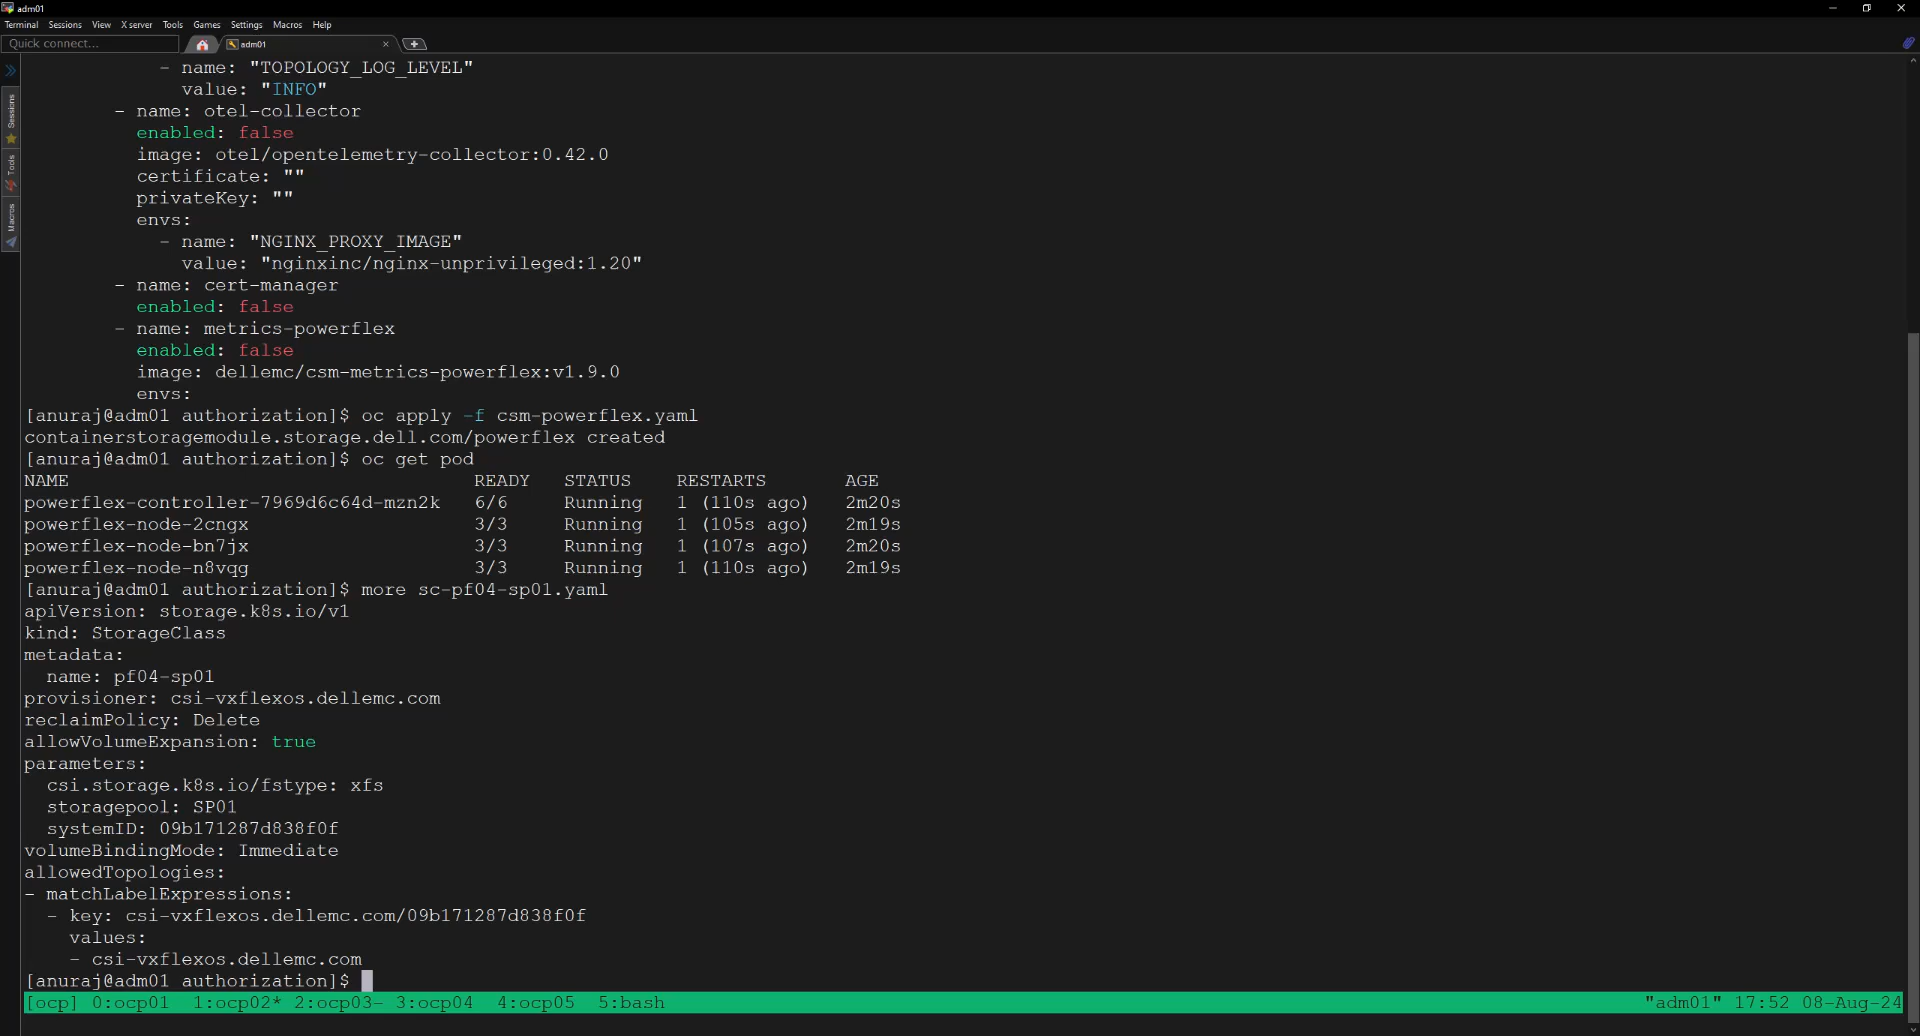 adm01
Terminal Sessions View X server Tools Games Settings Macros Help
Quick connect...
adm01
Sessions
Tools
Macros
- name: "TOPOLOGY_LOG_LEVEL"
value: "INFO"
- name: otel-collector
enabled: false
image: otel/opentelemetry-collector:0.42.0
certificate: ""
privateKey: ""
envs:
- name: "NGINX_PROXY_IMAGE"
value: "nginxinc/nginx-unprivileged:1.20"
- name: cert-manager
enabled: false
- name: metrics-powerflex
enabled: false
image: dellemc/csm-metrics-powerflex:v1.9.0
envs:
[anuraj@adm01 authorization]$ oc apply -f csm-powerflex.yaml
containerstoragemodule.storage.dell.com/powerflex created
[anuraj@adm01 authorization]$ oc get pod
NAME READY STATUS RESTARTS AGE
powerflex-controller-7969d6c64d-mzn2k 6/6 Running 1 (110s ago) 2m20s
powerflex-node-2cngx 3/3 Running 1 (105s ago) 2m19s
powerflex-node-bn7jx 3/3 Running 1 (107s ago) 2m20s
powerflex-node-n8vqg 3/3 Running 1 (110s ago) 2m19s
[anuraj@adm01 authorization]$ more sc-pf04-sp01.yaml
apiVersion: storage.k8s.io/v1
kind: StorageClass
metadata:
name: pf04-sp01
provisioner: csi-vxflexos.dellemc.com
reclaimPolicy: Delete
allowVolumeExpansion: true
parameters:
csi.storage.k8s.io/fstype: xfs
storagepool: SP01
systemID: 09b171287d838f0f
volumeBindingMode: Immediate
allowedTopologies:
- matchLabelExpressions:
- key: csi-vxflexos.dellemc.com/09b171287d838f0f
values:
- csi-vxflexos.dellemc.com
[anuraj@adm01 authorization]$
[ocp] 0:ocp01 1:ocp02* 2:ocp03- 3:ocp04 4:ocp05 5:bash "adm01" 17:52 08-Aug-24